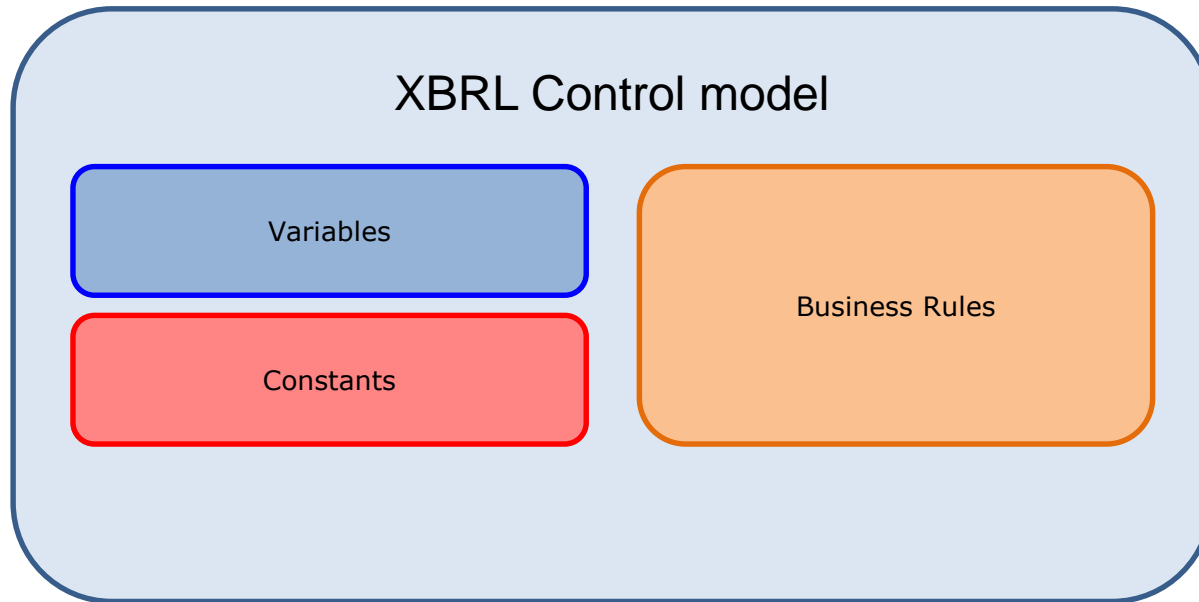 XBRL Control model
Variables
Constants
Business Rules